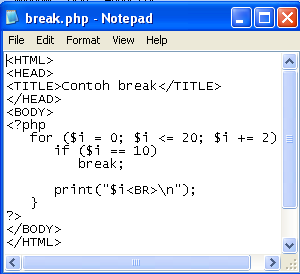 break.php - Notepad
File Edit Format View Help
<HTML>
<HEAD>
<TITLE>Contoh break</TITLE>
</HEAD>
<BODY>
<?php
   for ($i = 0; $i <= 20; $i += 2)
      if ($i == 10)
         break;

      print("$i<BR>\n");
   }
?>
</BODY>
</HTML>